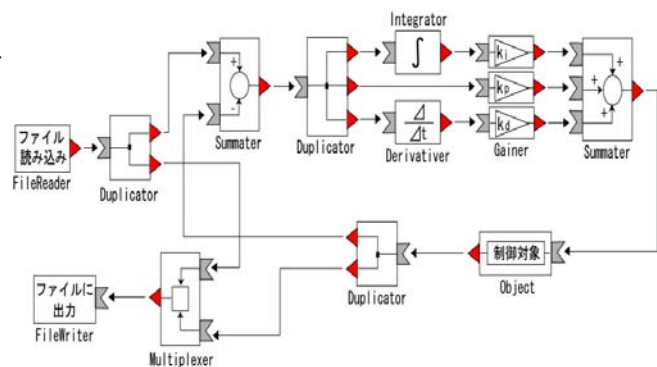 Integrator
∫
ki
kp
kd
Δ
Δt
+
-
+
+
+
Summater
Duplicator
Derivativer
Gainer
Summater
ファイル
読み込み
FileReader
Duplicator
制御対象
Object
Duplicator
ファイルに
出力
FileWriter
Multiplexer